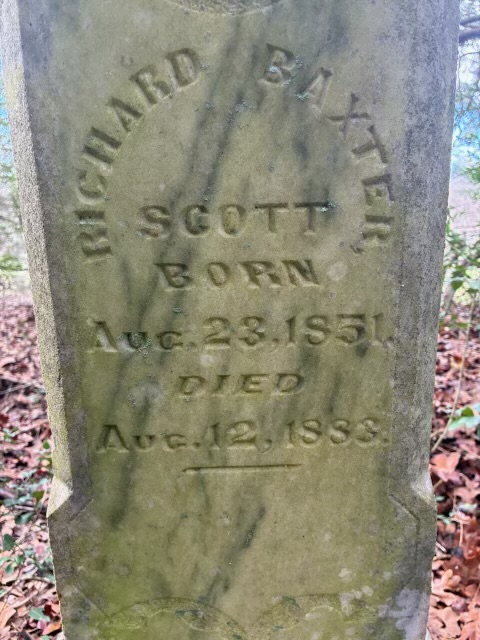 RICHARD BAXTER
SCOTT
BORN
AUG. 23, 1851.
DIED
AUG. 12, 1883.